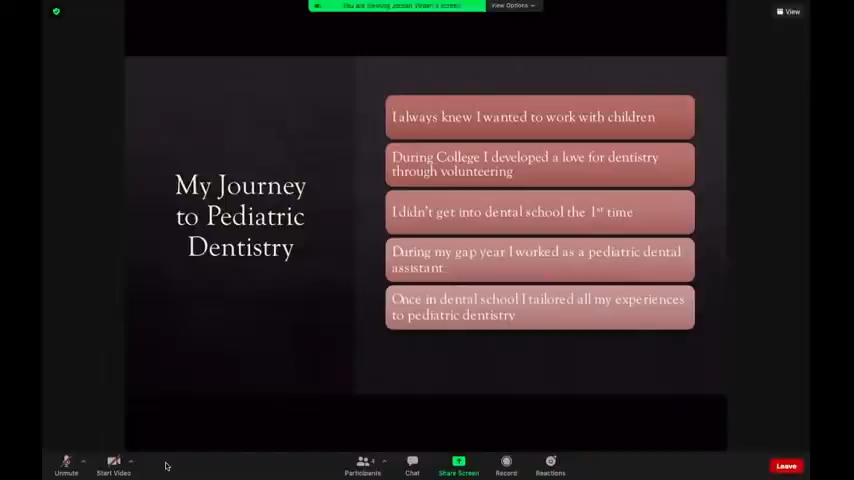 View Options
View
My Journey
to Pediatric
Dentistry
I always knew I wanted to work with children
During College I developed a love for dentistry
through volunteering
I didn't get into dental school the 1st time
During my gap year I worked as a pediatric dental
assistant
Once in dental school I tailored all my experiences
to pediatric dentistry
Unmute
Start Video
Participants
4
Chat
Share Screen
Record
Reactions
Leave